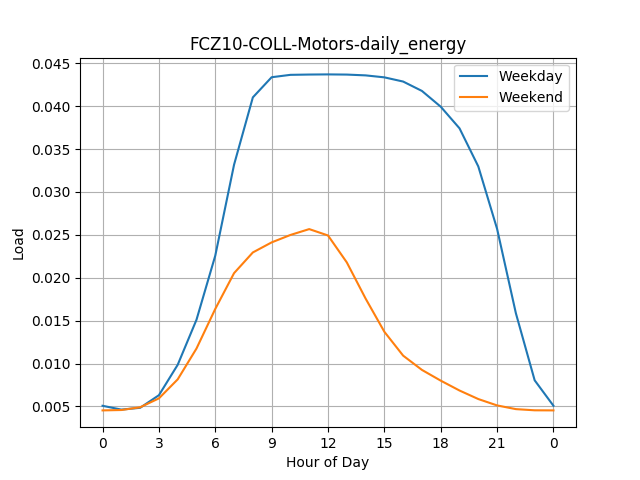 FCZ10-COLL-Motors-daily_energy
Weekday
Weekend
0.045
0.040
0.035
0.030
0.025
0.020
0.015
0.010
0.005
Load
0 3 6 9 12 15 18 21 0
Hour of Day